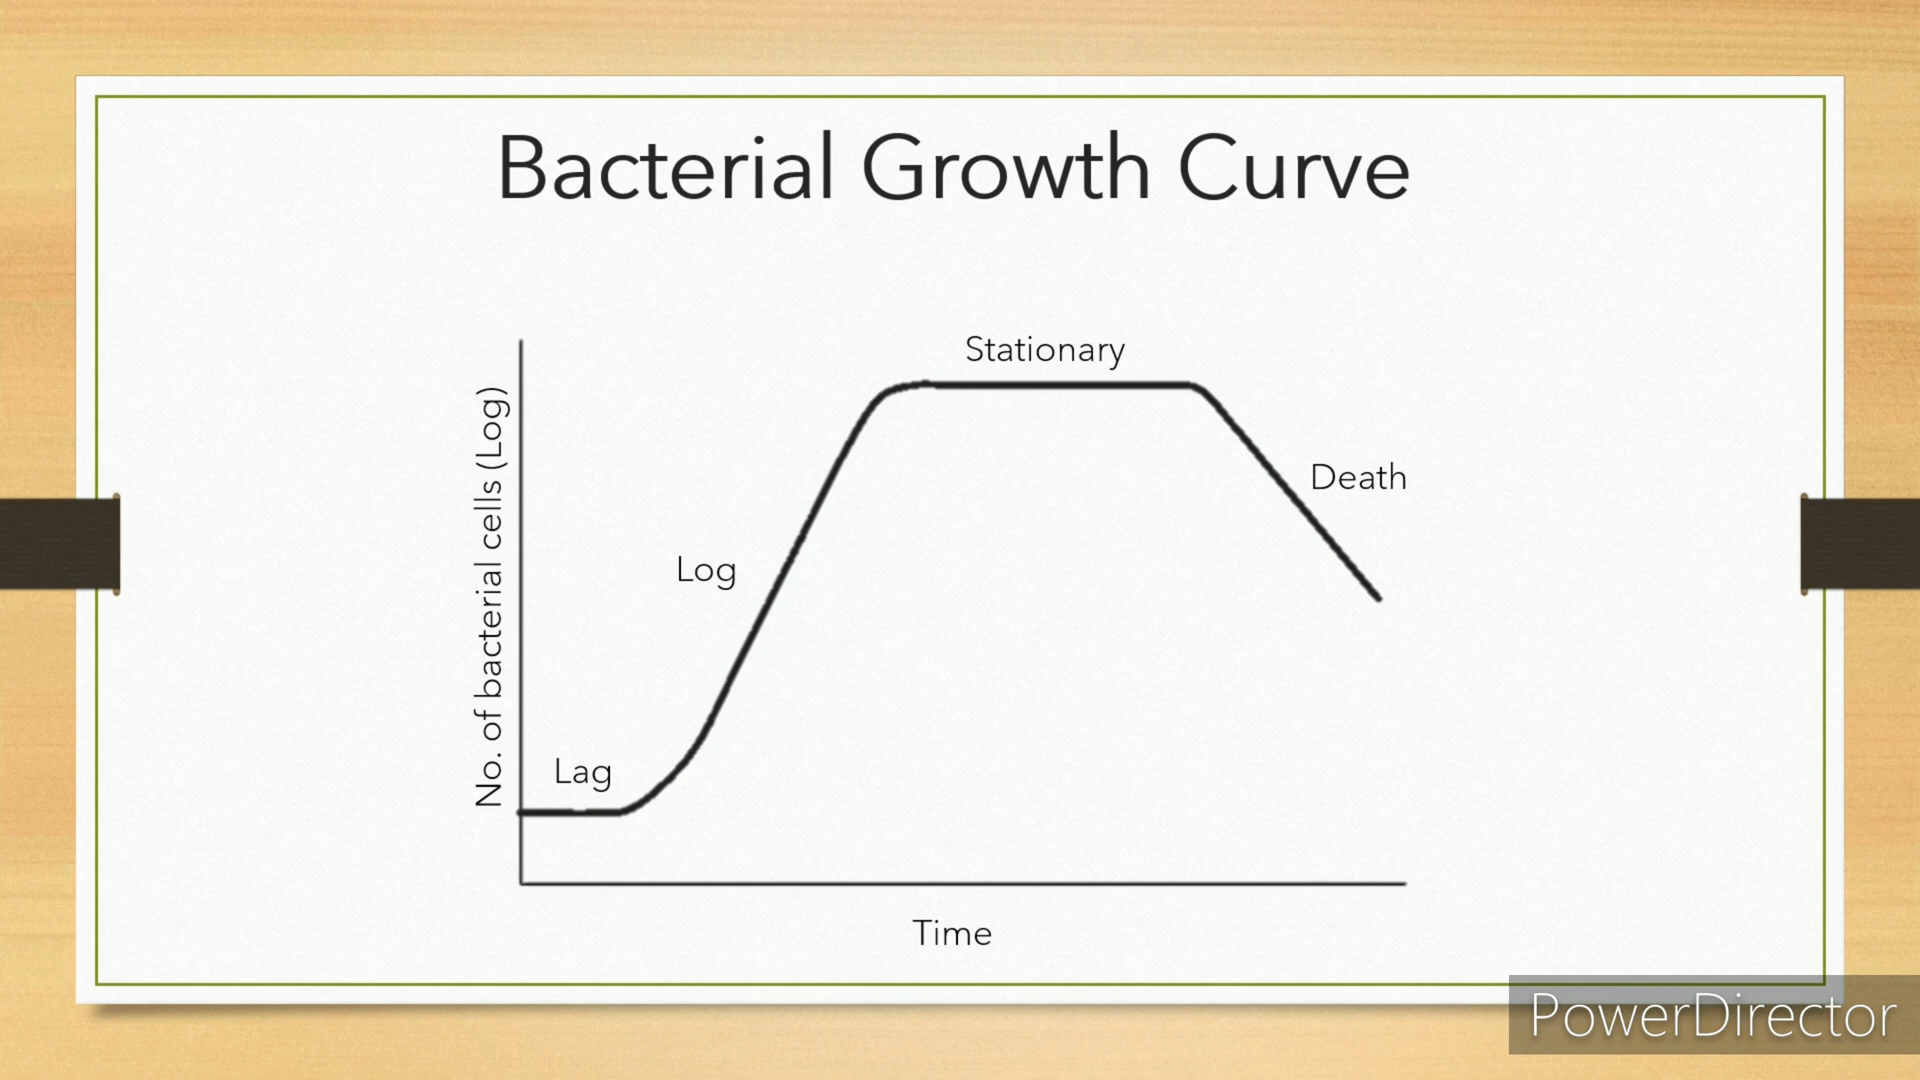 Bacterial Growth Curve
Stationary
Death
Log
Lag
No. of bacterial cells (Log)
Time
PowerDirector